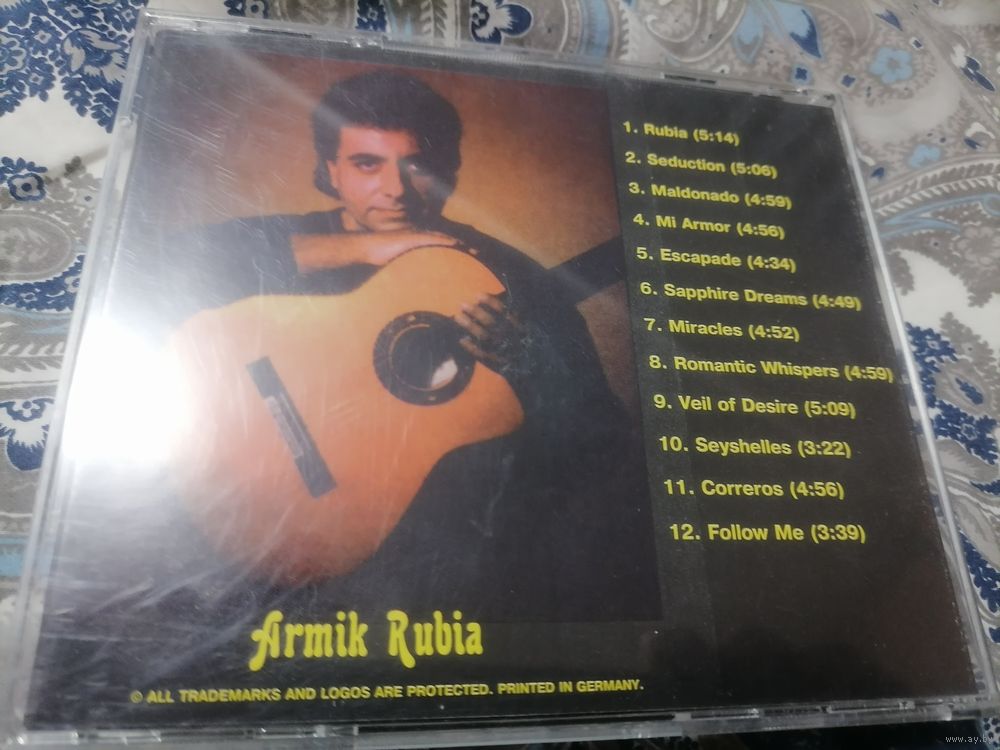 1. Rubia (5:14)
2. Seduction (5:06)
3. Maldonado (4:59)
4. Mi Armor (4:56)
5. Escapade (4:34)
6. Sapphire Dreams (4:49)
7. Miracles (4:52)
8. Romantic Whispers (4:59)
9. Veil of Desire (5:09)
10. Seyshelles (3:22)
11. Correros (4:56)
12. Follow Me (3:39)
Armik Rubia
© ALL TRADEMARKS AND LOGOS ARE PROTECTED. PRINTED IN GERMANY.
www.ay.by